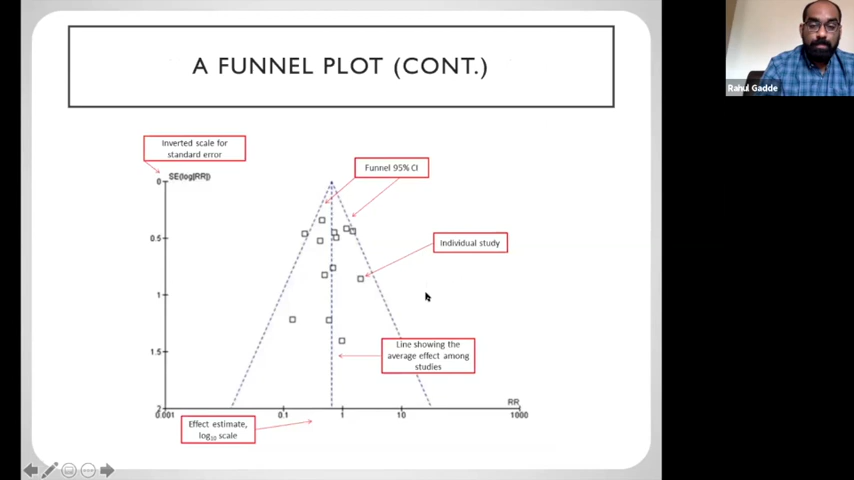 A FUNNEL PLOT (CONT.)
Rahul Gadde
Inverted scale for
standard error
SE(log[RR])
Funnel 95% CI
Individual study
Line showing the
average effect among
studies
Effect estimate,
log10 scale
0
0.5
1
1.5
2
0.001
0.1
1
10
1000
RR